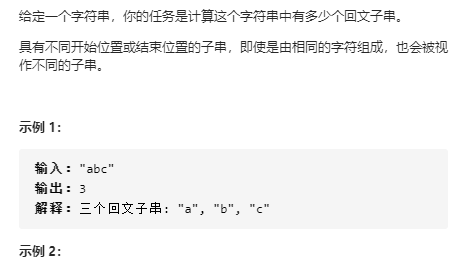 给定一个字符串，你的任务是计算这个字符串中有多少个回文子串。
具有不同开始位置或结束位置的子串，即使是由相同的字符组成，也会被视
作不同的子串。
示例 1：
输入："abc"
输出：3
解释：三个回文子串: "a", "b", "c"
示例 2：